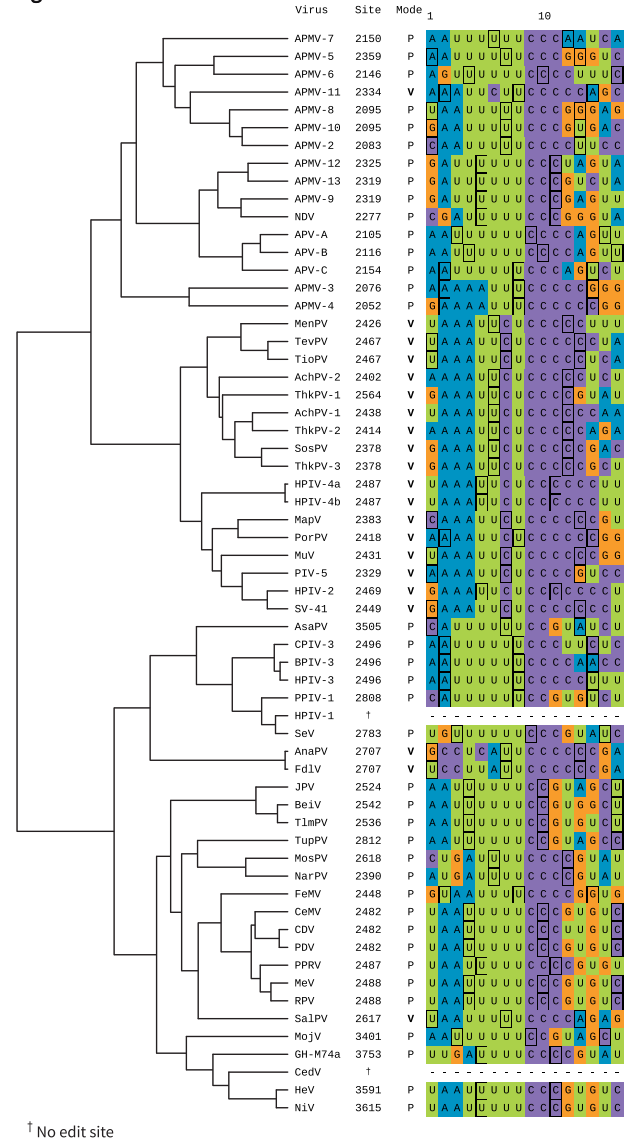 Virus Site Mode 1 10
APMV-7 2150 P A A U U U U U U C C C A A U C A
APMV-5 2359 P A A U U U U U U C C C G G G U C
APMV-6 2146 P A G U U U U U U C C C C U U U C
APMV-11 2334 V A A A U U C U U C C C C C A G C
APMV-8 2095 P U A A U U U U U C C C G G G A G
APMV-10 2095 P G A A U U U U U C C C G U G A C
APMV-2 2083 P C A A U U U U U C C C C U U C C
APMV-12 2325 P G A U U U U U U C C C U A G U A
APMV-13 2319 P G A U U U U U U C C C G U C U A
APMV-9 2319 P G A U U U U U U C C C G A G U U
NDV 2277 P C G A U U U U U C C C G G G U A
APV-A 2105 P A A U U U U U U C C C C A G U U
APV-B 2116 P A A U U U U U U C C C C A G U U
APV-C 2154 P A A U U U U U U C C C A G U C U
APMV-3 2076 P A A A A A U U U C C C C C G G G
APMV-4 2052 P G A A A A U U U C C C C C C G G
MenPV 2426 V U A A A U U C U C C C C C U U U
TevPV 2467 V U A A A U U C U C C C C C C U A
TioPV 2467 V U A A A U U C U C C C C C U C A
AchPV-2 2402 V A A A A U U C U C C C C C U C U
ThkPV-1 2564 V G A A A U U C U C C C C G U A U
AchPV-1 2438 V U A A A U U C U C C C C C C A A
ThkPV-2 2414 V A A A A U U C U C C C C C A G A
SosPV 2378 V G A A A U U C U C C C C C G A C
ThkPV-3 2378 V G A A A U U C U C C C C C G C U
HPIV-4a 2487 V U A A A U U C U C C C C C C U U
HPIV-4b 2487 V U A A A U U C U C C C C C C U U
MapV 2383 V C A A A U U C U C C C C C C G U
PorPV 2418 V A A A A U U C U C C C C C C G G
MuV 2431 V U A A A U U C U C C C C C C G G
PIV-5 2329 V A A A A U U C U C C C C G U C C
HPIV-2 2469 V G A A A U U C U C C C C C C C U
SV-41 2449 V G A A A U U C U C C C C C C C U
AsaPV 3505 P C A U U U U U U C C G U A U C U
CPIV-3 2496 P A A U U U U U U C C C U U C U C
BPIV-3 2496 P A A U U U U U U C C C C A A C C
HPIV-3 2496 P A A U U U U U U C C C C C U U U
PPIV-1 2808 P C A U U U U U U C C G U G U C U
HPIV-1 † - - - - - - - - - - - - - - - -
SeV 2783 P U G U U U U U U C C C G U A U C
AnaPV 2707 V G C C U C A U U C C C C C C G A
FdlV 2707 V U C C U U A U U C C C C C C G A
JPV 2524 P A A U U U U U U C C G U A G C U
BeiV 2542 P A A U U U U U U C C G U G G C U
TlmPV 2536 P A A U U U U U U C C G U G U C U
TupPV 2812 P A A U U U U U U C C G U A G C C
MosPV 2618 P C U G A U U U U C C C C G U A U
NarPV 2390 P A U G A U U U U C C C C G U A U
FeMV 2448 P G U A A U U U U C C C C G G U G
CeMV 2482 P U A A U U U U U C C C G U G U C
CDV 2482 P U A A U U U U U C C C U U G U C
PDV 2482 P U A A U U U U U C C C G U G U C
PPRV 2487 P U A A U U U U U C C C C G U G U
MeV 2488 P U A A U U U U U C C C G U G U C
RPV 2488 P U A A U U U U U C C C G U G U C
SalPV 2617 V U A A U U U U U C C C C A G A G
MojV 3401 P A A U U U U U U C C G U A G C U
GH-M74a 3753 P U U G A U U U U C C C C G U A U
CedV † - - - - - - - - - - - - - - - -
HeV 3591 P U A A U U U U U C C C G U G U C
NiV 3615 P U A A U U U U U C C C G U G U C
† No edit site